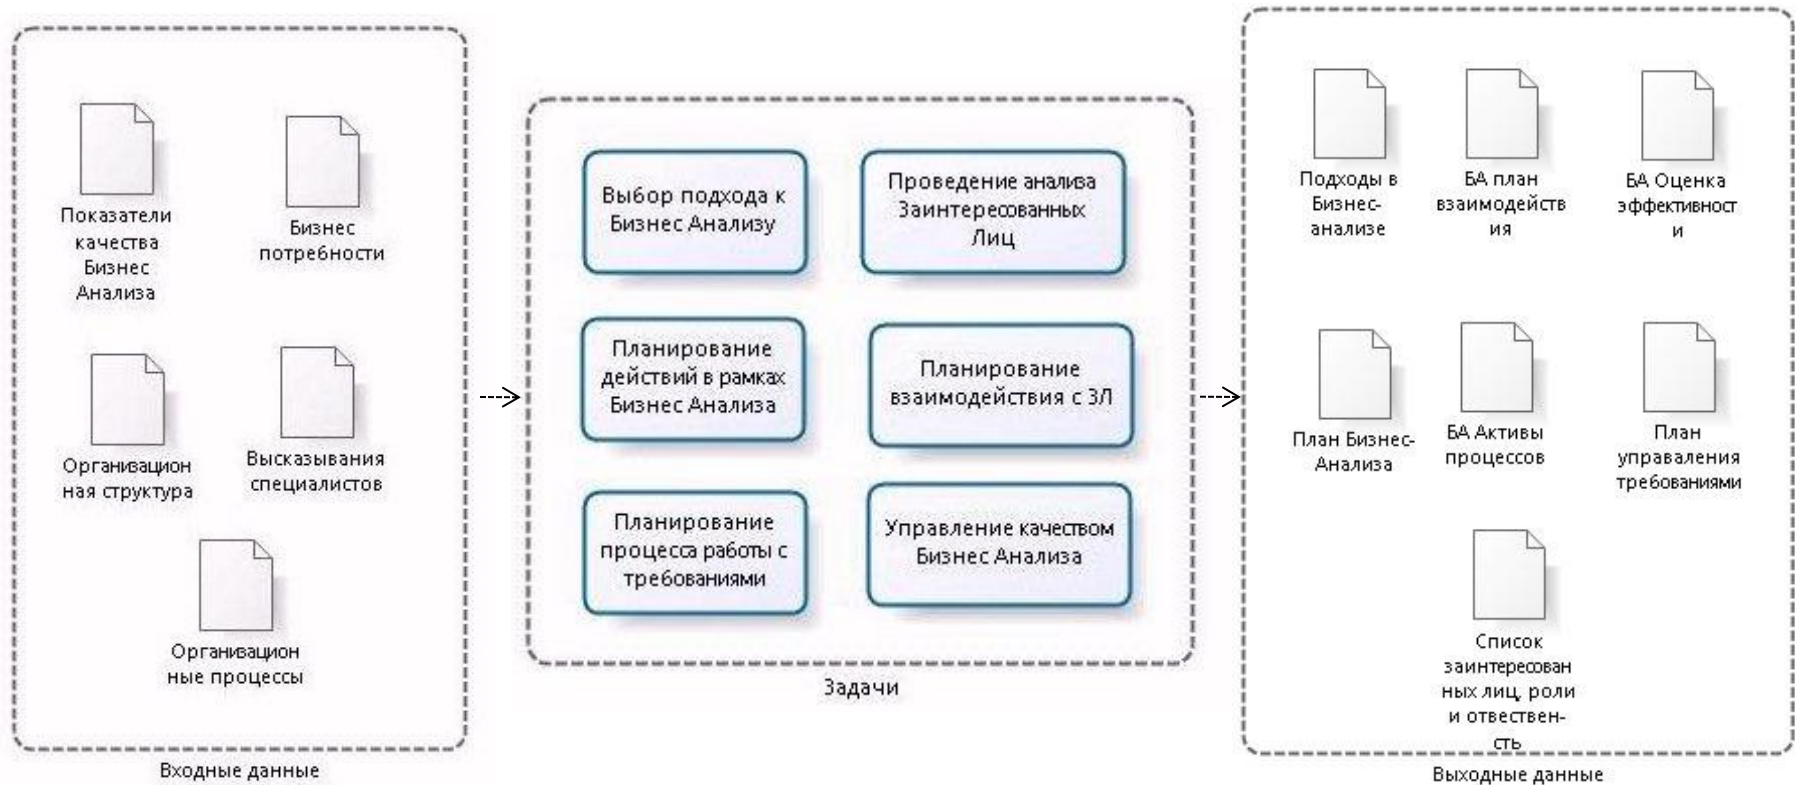 Показатели
качества
Бизнес
Анализа
Бизнес
потребности
Организацион
ная структура
Высказывания
специалистов
Организацион
ные процессы
Входные данные
Выбор подхода к
Бизнес Анализу
Проведение анализа
Заинтересованных
Лиц
Планирование
действий в рамках
Бизнес Анализа
Планирование
взаимодействия с ЗЛ
Планирование
процесса работы с
требованиями
Управление качеством
Бизнес Анализа
Задачи
Подходы в
Бизнес-
анализе
БА план
взаимодейств
ия
БА Оценка
эффективност
и
План Бизнес-
Анализа
БА Активы
процессов
План
управаления
требованиями
Список
заинтересован
ных лиц, роли
и отвествен-
сть
Выходные данные